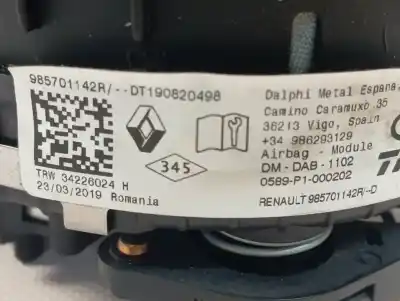 985701142R/--DT190820498
345
TRW 34226024 H
23/03/2019 Romania
Dalphi Metal Espana,
Camino Caramuxo 35
36213 Vigo, Spain
+34 986293129
Airbag - Module
DM-DAB-1102
0589-P1-000202
RENAULT 985701142R/-D